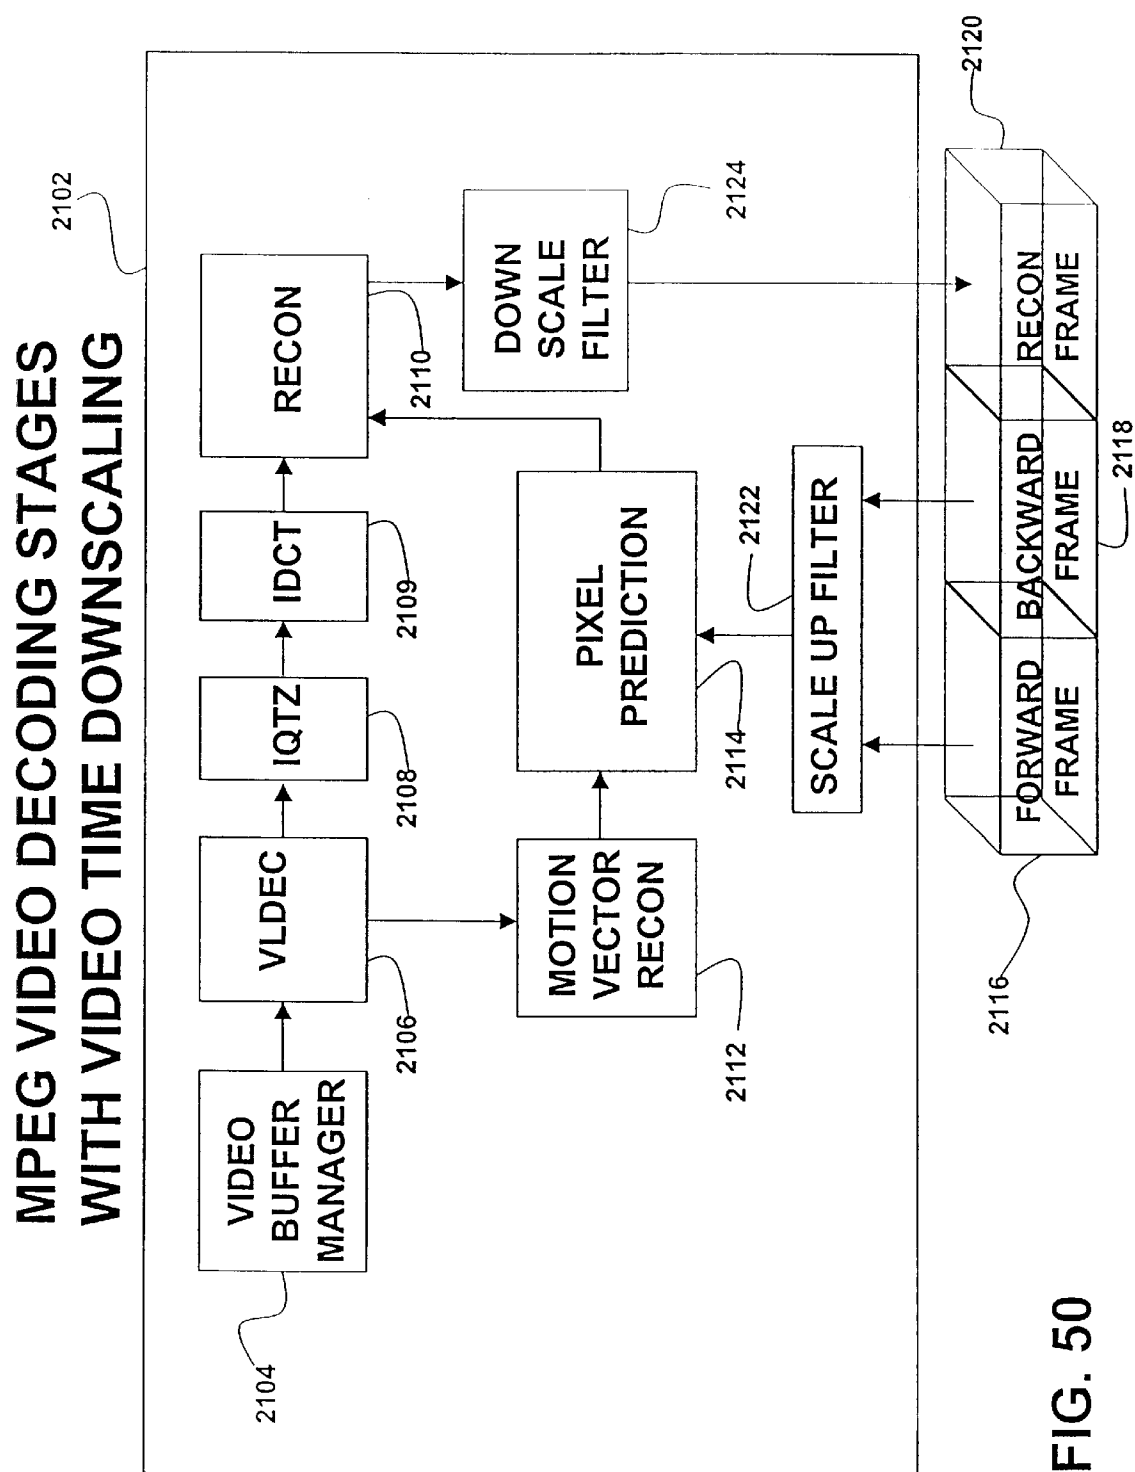 MPEG VIDEO DECODING STAGES
WITH VIDEO TIME DOWNSCALING
2102
2104
VIDEO
BUFFER
MANAGER
VLDEC
2106
IQTZ
2108
IDCT
2109
RECON
2110
MOTION
VECTOR
RECON
2112
PIXEL
PREDICTION
2114
DOWN
SCALE
FILTER
2124
SCALE UP FILTER
2122
FORWARD
FRAME
2116
BACKWARD
FRAME
2118
RECON
FRAME
2120
FIG. 50